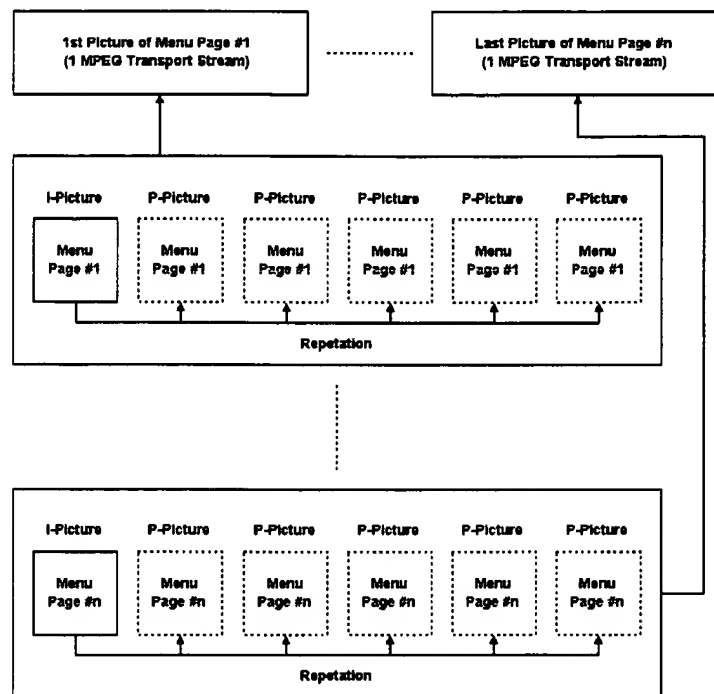 1st Picture of Menu Page #1
(1 MPEG Transport Stream)
Last Picture of Menu Page #n
(1 MPEG Transport Stream)
I-Picture P-Picture P-Picture P-Picture P-Picture P-Picture
Menu Menu Menu Menu Menu Menu
Page #1 Page #1 Page #1 Page #1 Page #1 Page #1
Repetation
I-Picture P-Picture P-Picture P-Picture P-Picture P-Picture
Menu Menu Menu Menu Menu Menu
Page #n Page #n Page #n Page #n Page #n Page #n
Repetation